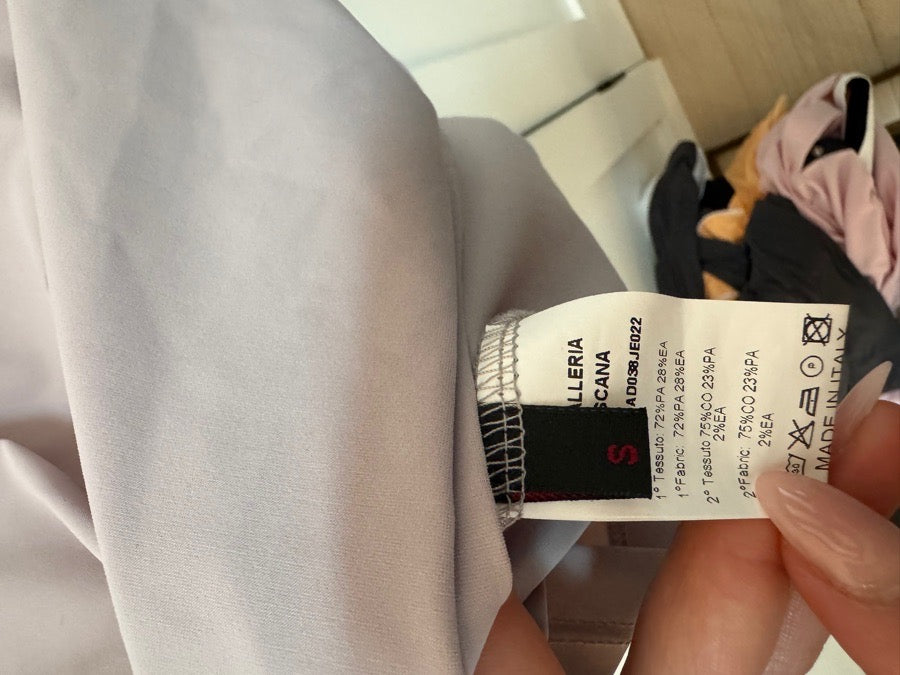 ALLERIA
SCANA
AD038JE022
S
1° Tessuto: 72%PA 28%EA
1°Fabric: 72%PA 28%EA
2° Tessuto 75%CO 23%PA
2%EA
2°Fabric: 75%CO 23%PA
2%EA
30
MADE IN ITALY